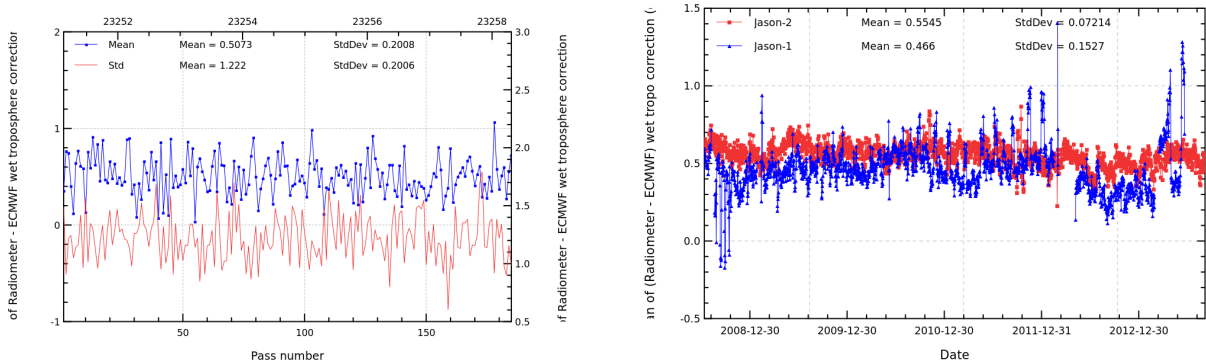 23252 23254 23256 23258
of Radiometer - ECMWF wet troposphere correction
2
1
0
-1
Mean Mean = 0.5073 StdDev = 0.2008
Std Mean = 1.222 StdDev = 0.2006
3.0
2.5
2.0
1.5
1.0
0.5
of Radiometer - ECMWF wet troposphere correction
50 100 150
Pass number
an of (Radiometer - ECMWF) wet tropo correction (
1.5
1.0
0.5
0.0
-0.5
Jason-2 Mean = 0.5545 StdDev = 0.07214
Jason-1 Mean = 0.466 StdDev = 0.1527
2008-12-30 2009-12-30 2010-12-30 2011-12-31 2012-12-30
Date